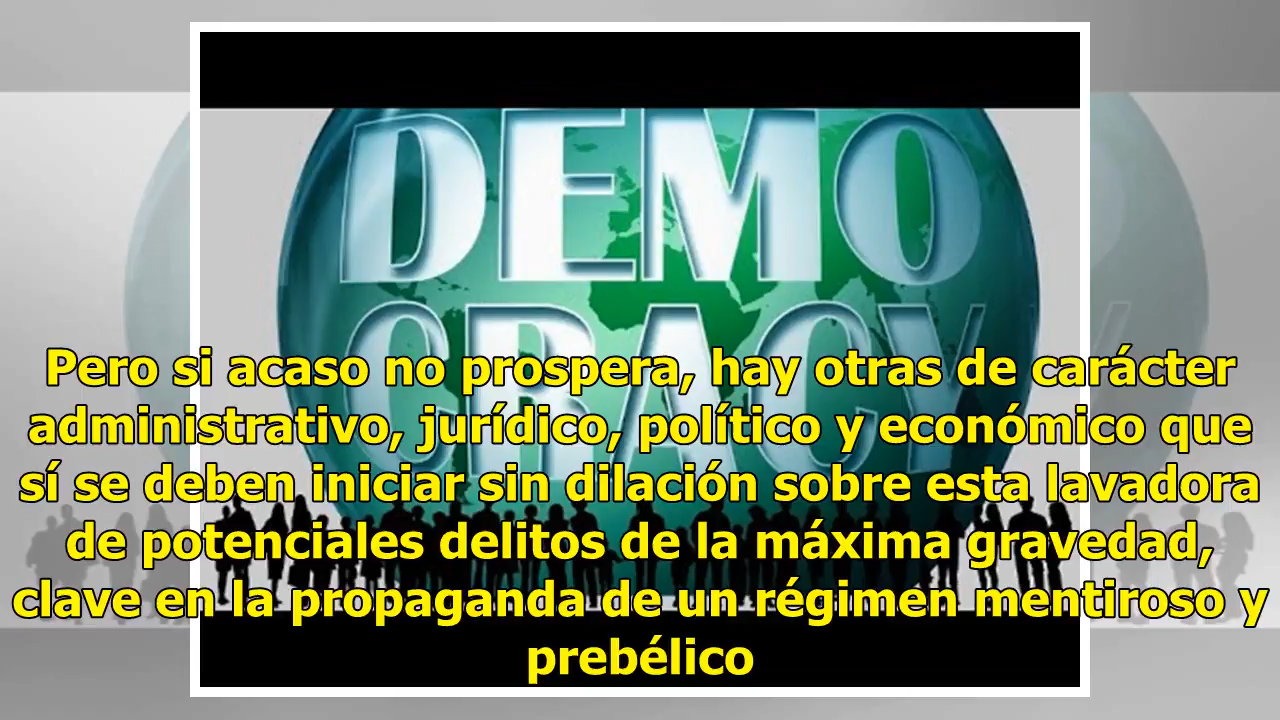 DEMO
CRACY
Pero si acaso no prospera, hay otras de carácter
administrativo, jurídico, político y económico que
sí se deben iniciar sin dilación sobre esta lavadora
de potenciales delitos de la máxima gravedad,
clave en la propaganda de un régimen mentiroso y
prebélico